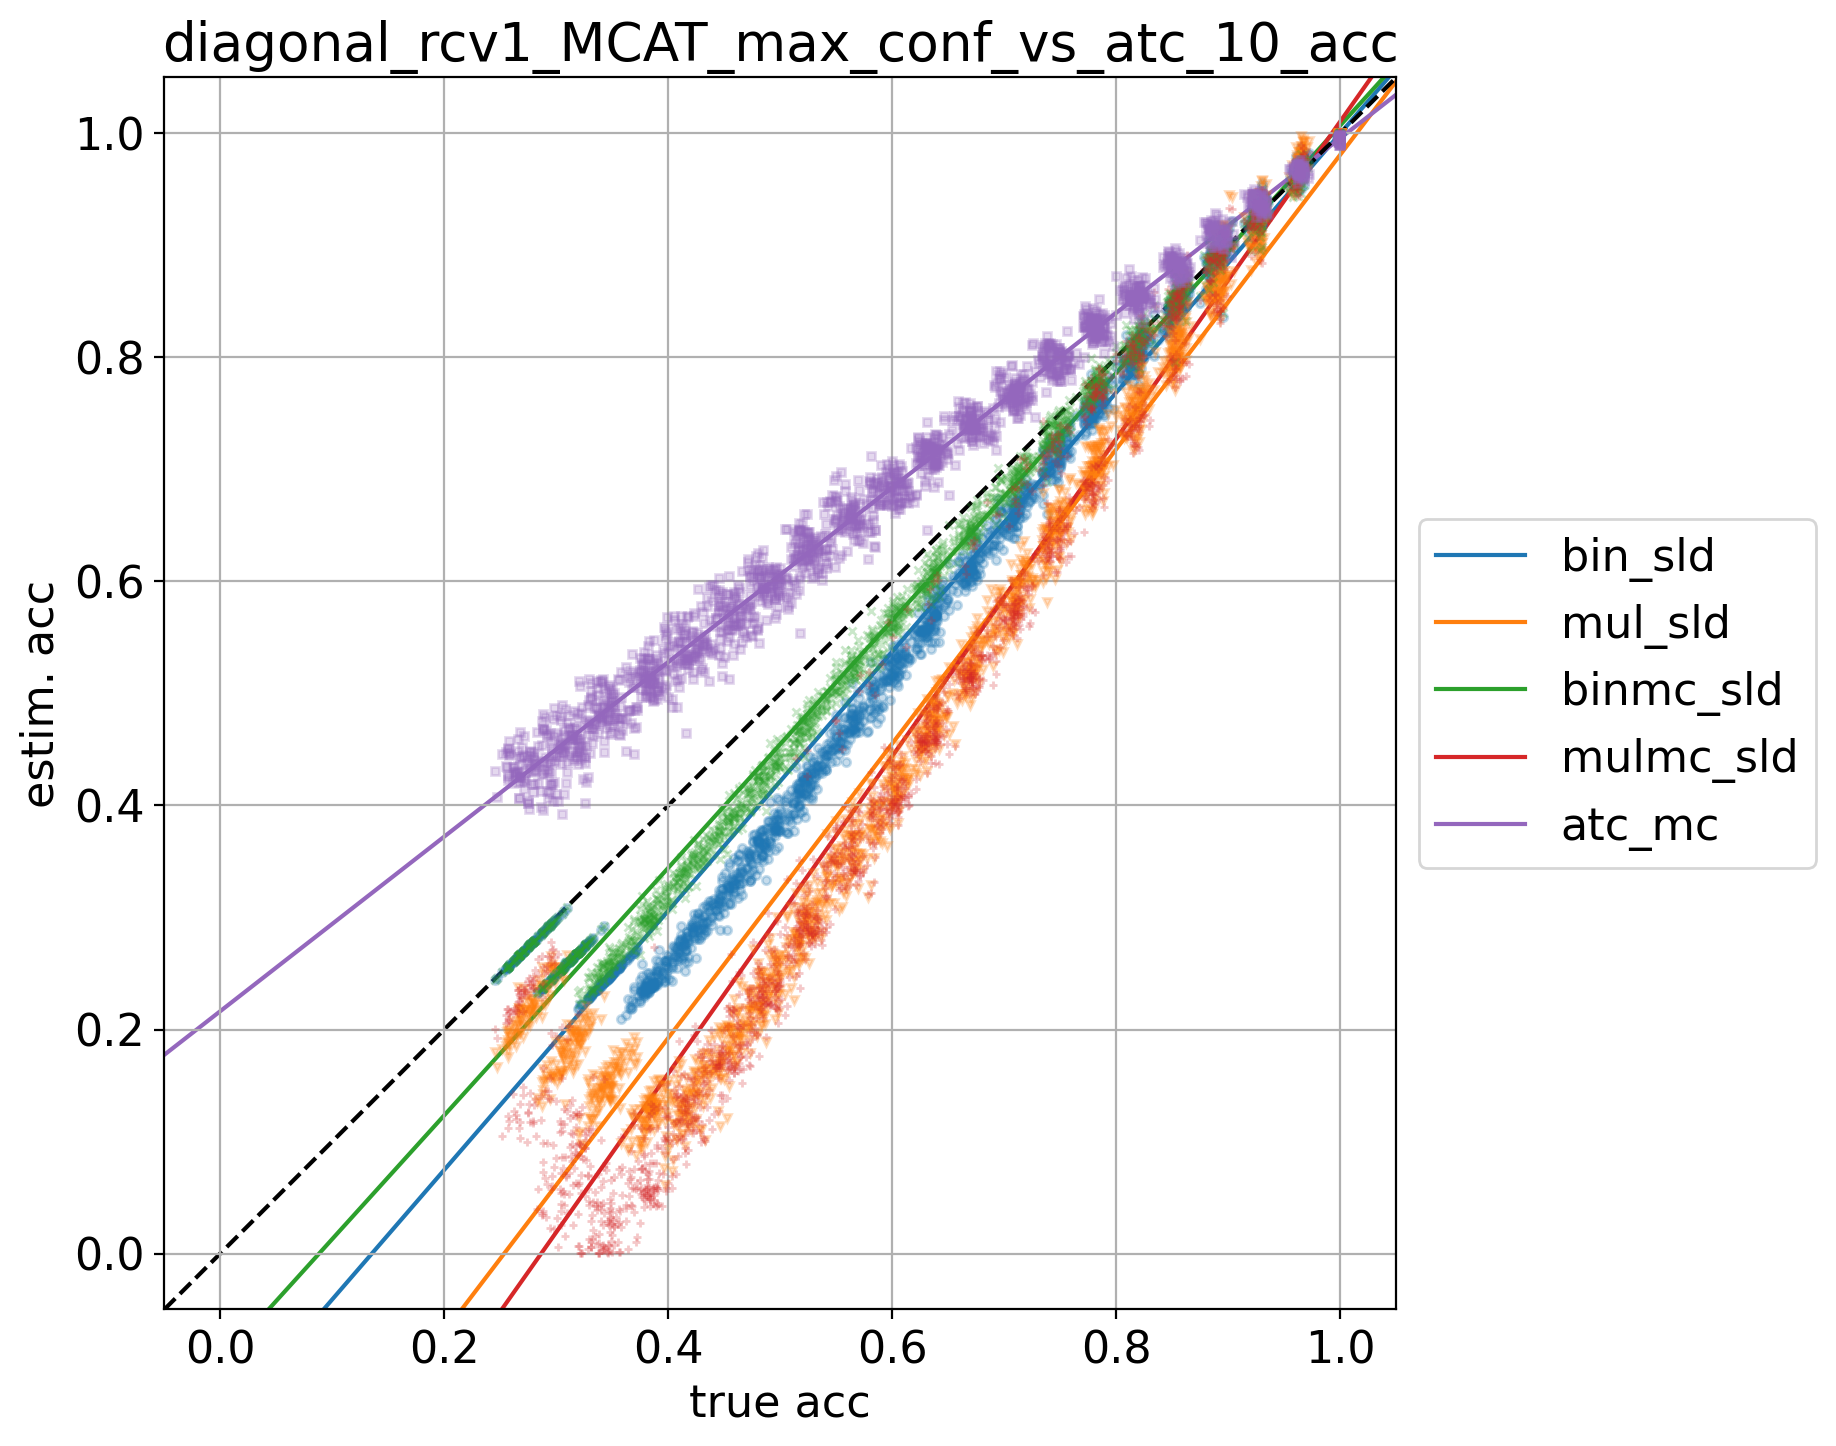 diagonal_rcv1_MCAT_max_conf_vs_atc_10_acc
1.0
0.8
0.6
0.4
0.2
0.0
estim. acc
0.0 0.2 0.4 0.6 0.8 1.0
true acc
bin_sld
mul_sld
binmc_sld
mulmc_sld
atc_mc